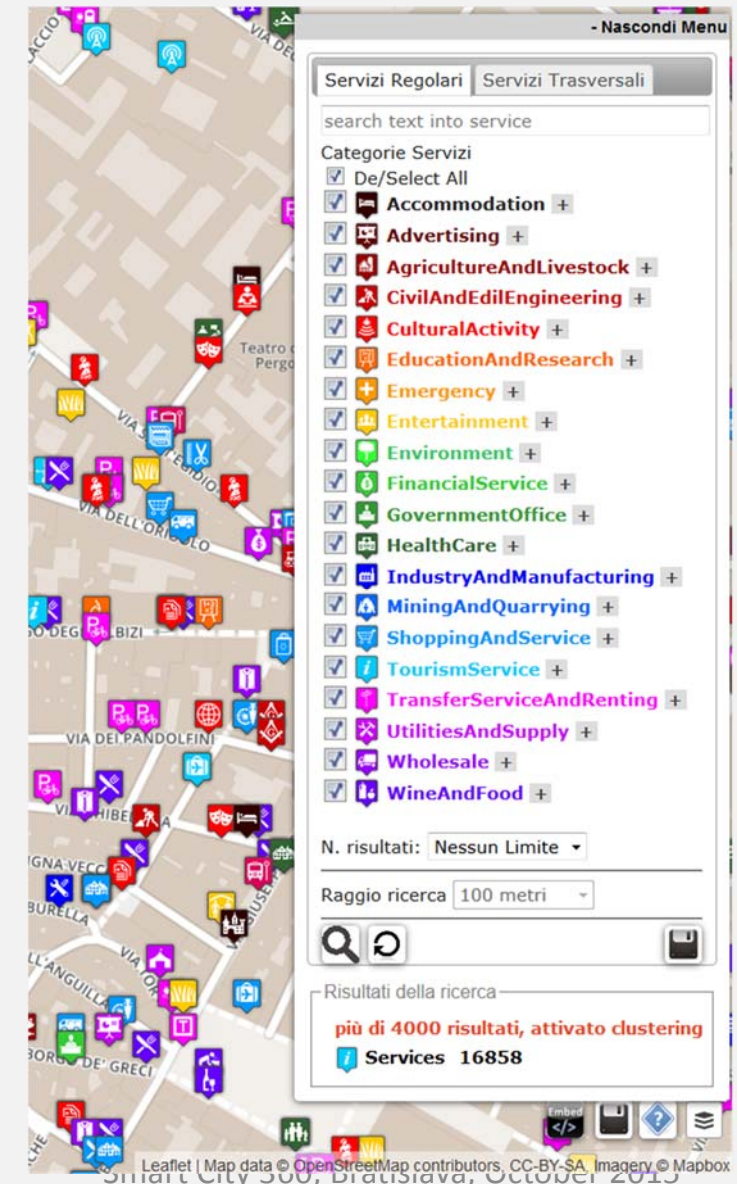 - Nascondi Menu
Servizi Regolari
Servizi Trasversali
search text into service
Categorie Servizi
De/Select All
Accommodation +
Advertising +
AgricultureAndLivestock +
CivilAndEdilEngineering +
CulturalActivity +
EducationAndResearch +
Emergency +
Entertainment +
Environment +
FinancialService +
GovernmentOffice +
HealthCare +
IndustryAndManufacturing +
MiningAndQuarrying +
ShoppingAndService +
TourismService +
TransferServiceAndRenting +
UtilitiesAndSupply +
Wholesale +
WineAndFood +
N. risultati: Nessun Limite
Raggio ricerca 100 metri
Risultati della ricerca
più di 4000 risultati, attivato clustering
Services 16858
Embed
</>
Teatro
Pergo
VIA DELL'ORIUOLO
VIA DEI PANDOLFINI
BORGO DE' GRECI
Leaflet | Map data © OpenStreetMap contributors, CC-BY-SA, Imagery © Mapbox
Smart City 360, Bratislava, October 2015